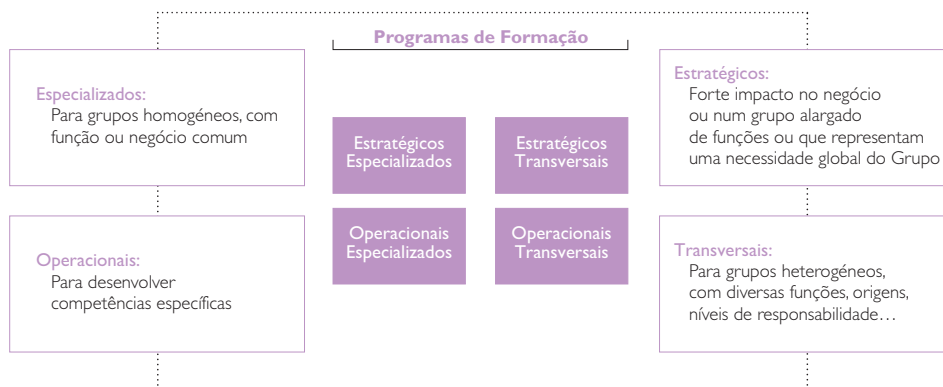 Programas de Formação
Especializados:
Para grupos homogéneos, com
função ou negócio comum
Operacionais:
Para desenvolver
competências específicas
Estratégicos
Especializados
Estratégicos
Transversais
Operacionais
Especializados
Operacionais
Transversais
Estratégicos:
Forte impacto no negócio
ou num grupo alargado
de funções ou que representam
uma necessidade global do Grupo
Transversais:
Para grupos heterogéneos,
com diversas funções, origens,
níveis de responsabilidade…